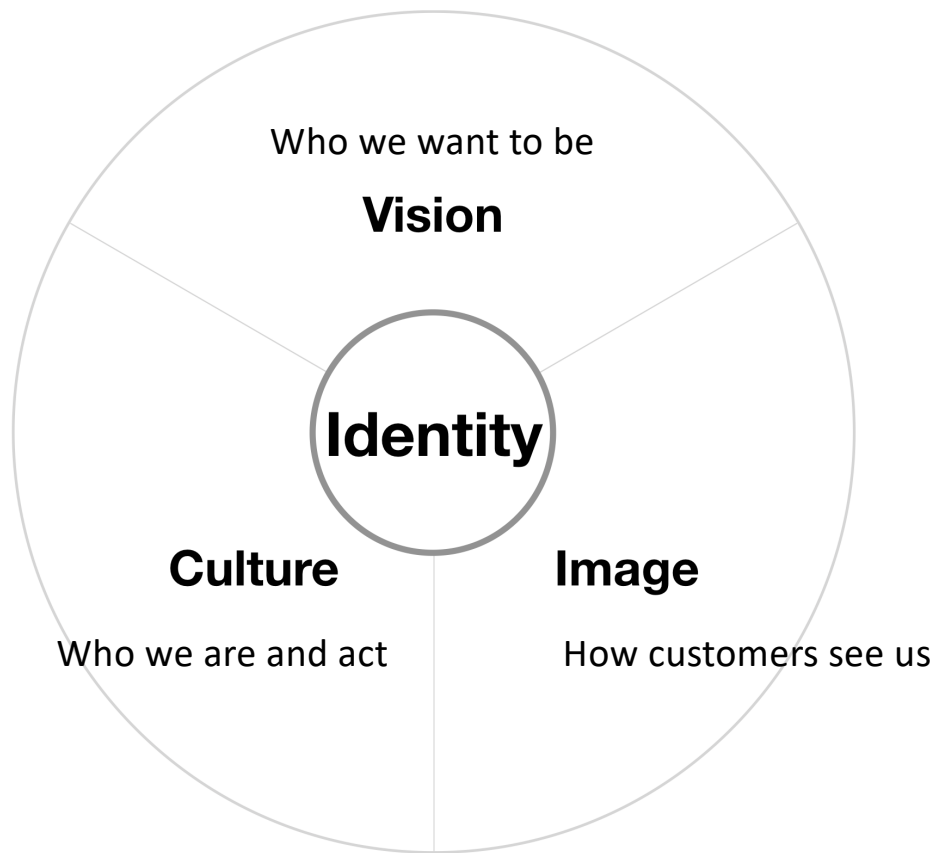 Who we want to be
Vision
Identity
Culture
Image
Who we are and act
How customers see us